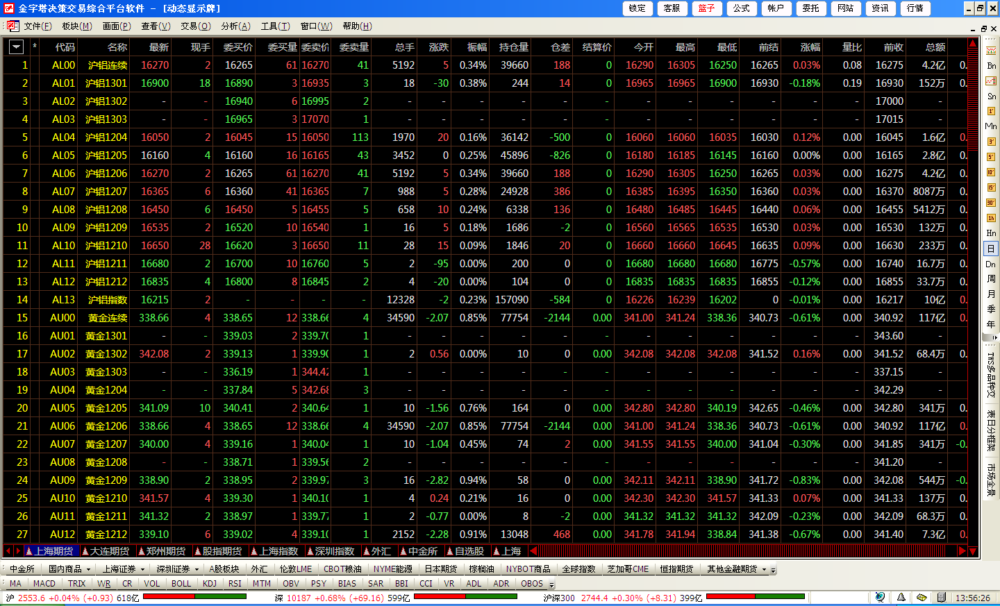 金字塔决策交易综合平台软件 - [动态显示牌] 锁定 客服 篮子 公式 帐户 委托 网站 资讯 行情
文件(F) 板块(M) 画面(P) 查看(V) 交易(O) 分析(A) 工具(T) 窗口(W) 帮助(H)
* 代码 名称 最新 现手 委买价 委买量 委卖价 委卖量 总手 涨跌 振幅 持仓量 仓差 结算价 今开 最高 最低 前结 涨幅 量比 前收 总额
1 AL00 沪铝连续 16270 2 16265 61 16270 41 5192 5 0.34% 39660 188 0 16290 16305 16250 16265 0.03% 0.08 16275 4.2亿 0.
2 AL01 沪铝1301 16900 18 16890 3 16935 3 18 -30 0.38% 244 14 0 16965 16965 16900 16930 -0.18% 0.19 16930 152万 0.
3 AL02 沪铝1302 - - 16940 6 16995 2 - - - - - - - - - - - - 17000 -
4 AL03 沪铝1303 - - 16965 3 17070 1 - - - - - - - - - - - - 17015 -
5 AL04 沪铝1204 16050 2 16045 15 16050 113 1970 20 0.16% 36142 -500 0 16060 16060 16035 16030 0.12% 0.00 16045 1.6亿 0.
6 AL05 沪铝1205 16160 4 16160 16 16165 43 3452 0 0.25% 45896 -826 0 16180 16185 16145 16160 0.00% 0.00 16165 2.8亿 0.
7 AL06 沪铝1206 16270 2 16265 61 16270 41 5192 5 0.34% 39660 188 0 16290 16305 16250 16265 0.03% 0.00 16275 4.2亿 0.
8 AL07 沪铝1207 16365 6 16360 41 16365 7 988 5 0.28% 24928 386 0 16385 16395 16350 16360 0.03% 0.00 16370 8087万 0.
9 AL08 沪铝1208 16450 6 16450 5 16455 5 658 10 0.24% 6338 136 0 16480 16485 16445 16440 0.06% 0.00 16455 5412万 0.
10 AL09 沪铝1209 16535 2 16520 10 16540 1 16 5 0.18% 1686 -2 0 16560 16565 16535 16530 0.03% 0.00 16530 132万 0.
11 AL10 沪铝1210 16650 28 16620 3 16650 11 28 15 0.09% 1846 20 0 16660 16660 16645 16635 0.09% 0.00 16630 233万 0.
12 AL11 沪铝1211 16680 2 16700 10 16760 5 2 -95 0.00% 200 0 0 16680 16680 16680 16775 -0.57% 0.00 16740 16.7万 0.
13 AL12 沪铝1212 16835 4 16800 8 16845 2 4 -20 0.00% 104 0 0 16835 16835 16835 16855 -0.12% 0.00 16855 33.7万 0.
14 AL13 沪铝指数 16215 2 - - - - 12328 -2 0.23% 157090 -584 0 16226 16239 16202 0 -0.01% 0.00 16217 10亿 0.
15 AU00 黄金连续 338.66 4 338.65 12 338.66 4 34590 -2.07 0.85% 77754 -2144 0.00 341.00 341.24 338.36 340.73 -0.61% 0.00 340.92 117亿 0.
16 AU01 黄金1301 - - 339.03 2 339.70 1 - - - - - - - - - - - - 343.60 -
17 AU02 黄金1302 342.08 2 339.13 1 339.90 1 2 0.56 0.00% 10 0 0.00 342.08 342.08 342.08 341.52 0.16% 0.00 341.52 68.4万 0.
18 AU03 黄金1303 - - 336.19 1 344.42 1 - - - - - - - - - - - - 337.15 -
19 AU04 黄金1204 - - 337.84 5 342.68 3 - - - - - - - - - - - - 342.29 -
20 AU05 黄金1205 341.09 10 340.41 2 340.64 1 10 -1.56 0.76% 164 0 0.00 342.80 342.80 340.19 342.65 -0.46% 0.00 342.80 341万 0.
21 AU06 黄金1206 338.66 4 338.65 12 338.66 4 34590 -2.07 0.85% 77754 -2144 0.00 341.00 341.24 338.36 340.73 -0.61% 0.00 340.92 117亿 0.
22 AU07 黄金1207 340.00 4 339.16 1 340.04 1 10 -1.04 0.45% 74 2 0.00 341.55 341.55 340.00 341.04 -0.30% 0.00 341.85 341万 -0.
23 AU08 黄金1208 - - 338.71 1 339.56 2 - - - - - - - - - - - - 341.20 -
24 AU09 黄金1209 338.90 2 338.95 2 339.97 3 16 -2.82 0.94% 58 0 0.00 342.11 342.11 338.90 341.72 -0.83% 0.00 342.08 544万 -0.
25 AU10 黄金1210 341.57 4 339.30 1 340.10 1 4 0.24 0.21% 16 0 0.00 342.30 342.30 341.57 341.33 0.07% 0.00 341.33 137万 0.
26 AU11 黄金1211 341.32 2 338.97 1 339.77 1 2 -0.77 0.00% 8 -2 0.00 341.32 341.32 341.32 342.09 -0.23% 0.00 342.09 68.3万 0.
27 AU12 黄金1212 339.10 6 339.02 4 339.10 1 2152 -2.28 0.91% 13048 468 0.00 341.78 341.94 338.84 341.38 -0.67% 0.00 341.40 7.3亿 0.
上海期货 大连期货 郑州期货 股指期货 上海指数 深圳指数 外汇 中金所 自选股 上海
中金所 国内商品 上海证券 深圳证券 A股板块 外汇 伦敦LME CBOT粮油 NYME能源 日本期货 棕榈油 NYBOT商品 全球指数 芝加哥CME 恒指期货 其他金融期货
MA MACD TRIX WR CR VOL BOLL KDJ RSI MTM OBV PSY BIAS SAR BBI CCI VR ADL ADR OBOS
沪 2553.6 +0.04% (+0.93) 618亿 深 10187 +0.68% (+69.16) 599亿 沪深300 2744.4 +0.30% (+8.31) 399亿 13:56:26
Bn
Sn
1'
Mn
3'
5'
10'
15'
30'
1h
Hn
日
Dn
周
月
季
年
TWS多品种交
美日分框架
市场全景